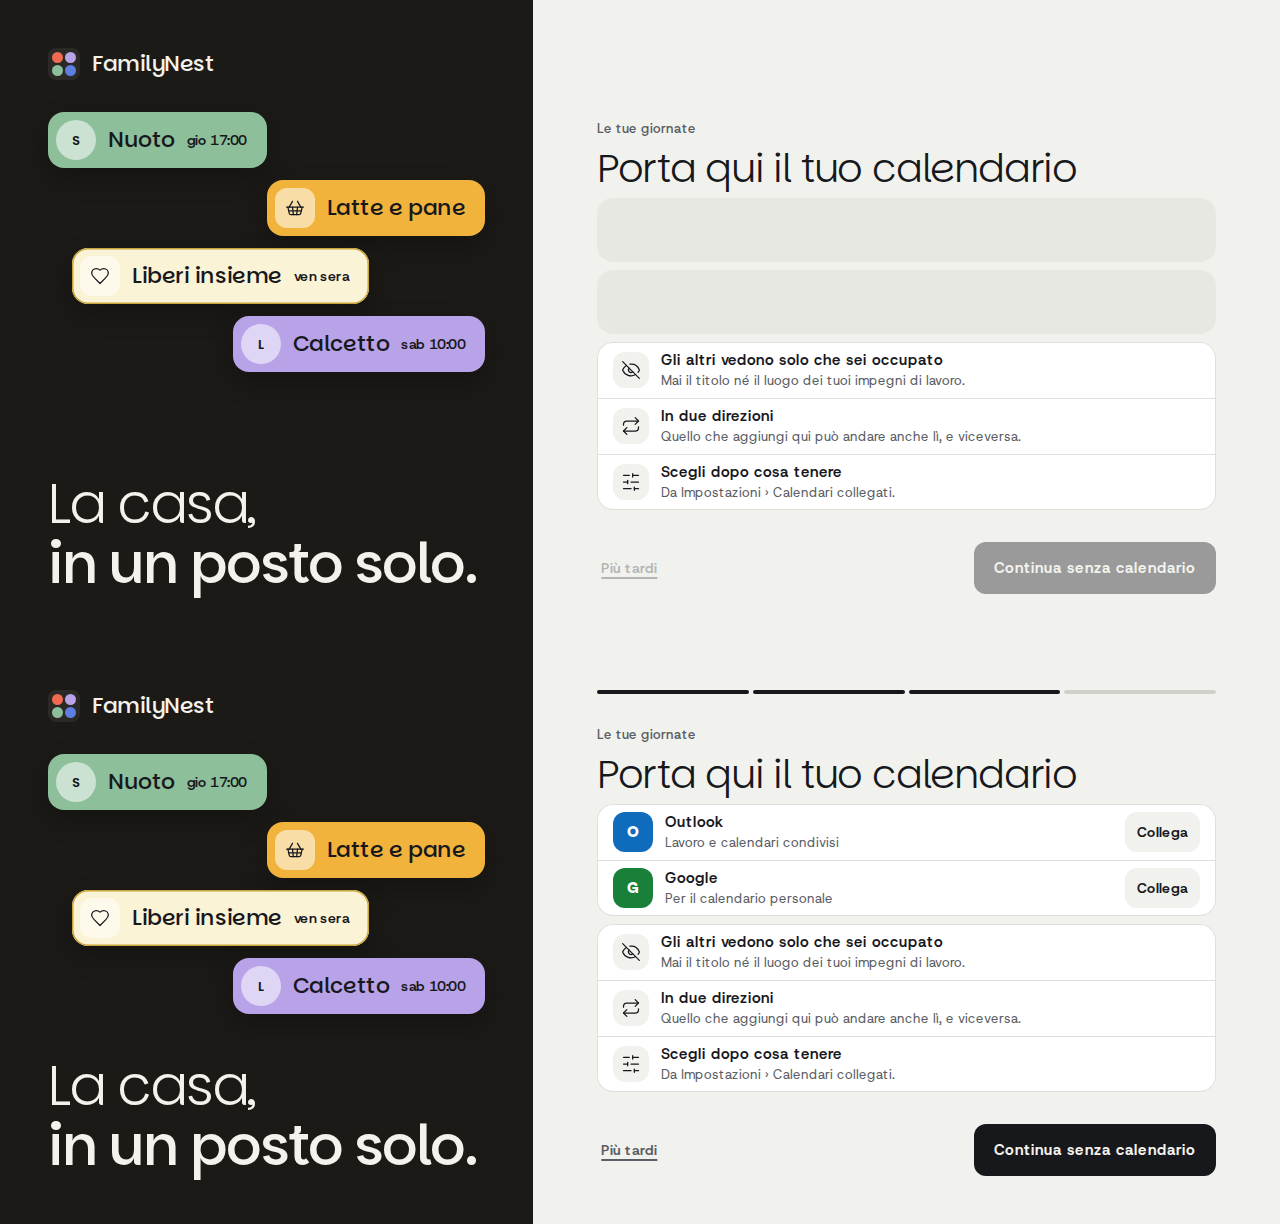 FamilyNest
S Nuoto gio 17:00
Latte e pane
Liberi insieme ven sera
L Calcetto sab 10:00
La casa,
in un posto solo.
Le tue giornate
Porta qui il tuo calendario
Gli altri vedono solo che sei occupato
Mai il titolo né il luogo dei tuoi impegni di lavoro.
In due direzioni
Quello che aggiungi qui può andare anche lì, e viceversa.
Scegli dopo cosa tenere
Da Impostazioni › Calendari collegati.
Più tardi
Continua senza calendario
FamilyNest
S Nuoto gio 17:00
Latte e pane
Liberi insieme ven sera
L Calcetto sab 10:00
La casa,
in un posto solo.
Le tue giornate
Porta qui il tuo calendario
O Outlook
Lavoro e calendari condivisi
Collega
G Google
Per il calendario personale
Collega
Gli altri vedono solo che sei occupato
Mai il titolo né il luogo dei tuoi impegni di lavoro.
In due direzioni
Quello che aggiungi qui può andare anche lì, e viceversa.
Scegli dopo cosa tenere
Da Impostazioni › Calendari collegati.
Più tardi
Continua senza calendario